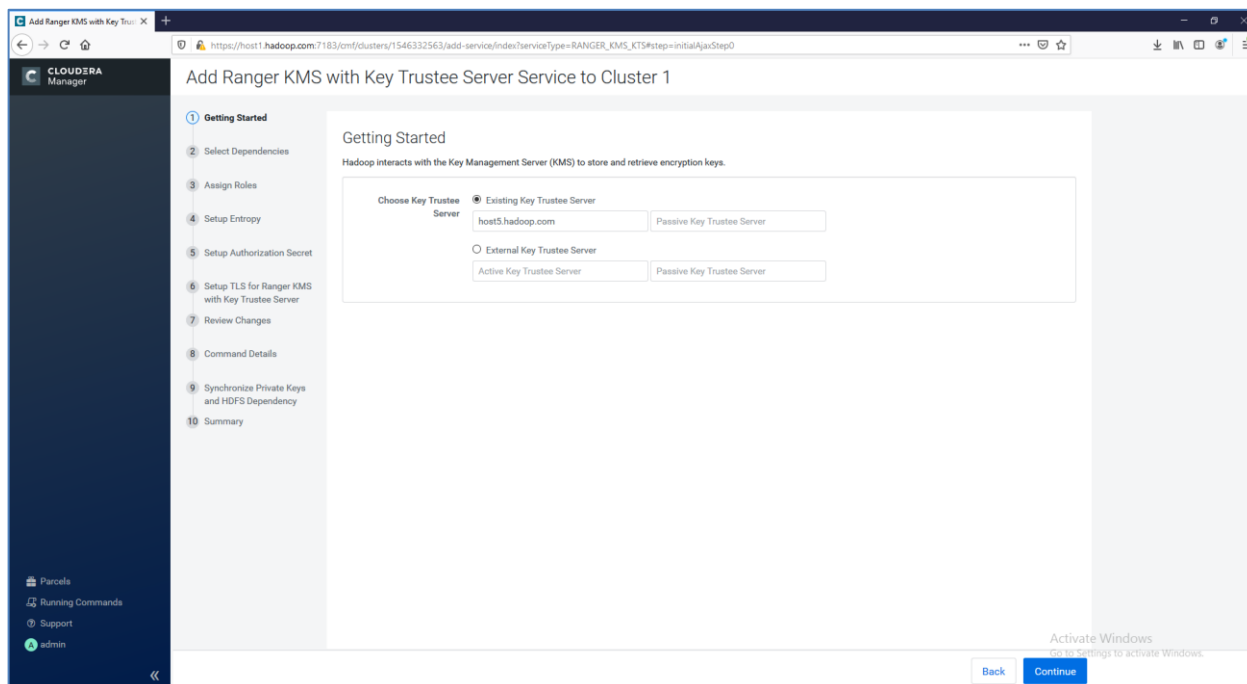 Add Ranger KMS with Key Trus
https://host1.hadoop.com:7183/cmf/clusters/1546332563/add-service/index?serviceType=RANGER_KMS_KTS#step=initialAjaxStep0
CLOUDERA
Manager
Add Ranger KMS with Key Trustee Server Service to Cluster 1
1 Getting Started
2 Select Dependencies
3 Assign Roles
4 Setup Entropy
5 Setup Authorization Secret
6 Setup TLS for Ranger KMS
with Key Trustee Server
7 Review Changes
8 Command Details
9 Synchronize Private Keys
and HDFS Dependency
10 Summary
Getting Started
Hadoop interacts with the Key Management Server (KMS) to store and retrieve encryption keys.
Choose Key Trustee
Server
Existing Key Trustee Server
host5.hadoop.com Passive Key Trustee Server
External Key Trustee Server
Active Key Trustee Server Passive Key Trustee Server
Parcels
Running Commands
Support
A admin
Activate Windows
Go to Settings to activate Windows.
Back Continue